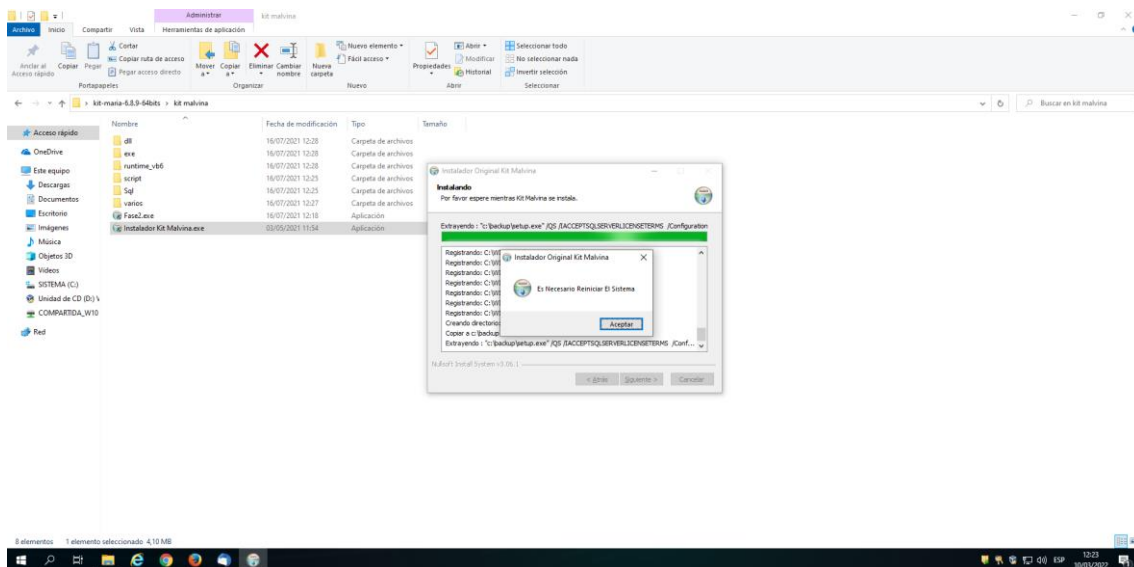 Administrar kit malvina
Archivo Inicio Compartir Vista Herramientas de aplicación
Anclar al Acceso rápido
Copiar
Pegar
Cortar
Copiar ruta de acceso
Pegar acceso directo
Mover a
Copiar a
Eliminar
Cambiar nombre
Nueva carpeta
Nuevo elemento
Fácil acceso
Propiedades
Abrir
Modificar
Historial
Seleccionar todo
No seleccionar nada
Invertir selección
Portapapeles Organizar Nuevo Abrir Seleccionar
kit-maria-6.8.9-64bits > kit malvina
Buscar en kit malvina
Nombre Fecha de modificación Tipo Tamaño
dll 16/07/2021 12:28 Carpeta de archivos
exe 16/07/2021 12:28 Carpeta de archivos
runtime_vb6 16/07/2021 12:28 Carpeta de archivos
script 16/07/2021 12:25 Carpeta de archivos
Sql 16/07/2021 12:25 Carpeta de archivos
varios 16/07/2021 12:27 Carpeta de archivos
Fase2.exe 16/07/2021 12:18 Aplicación
Instalador Kit Malvina.exe 03/05/2021 11:54 Aplicación
Acceso rápido
OneDrive
Este equipo
Descargas
Documentos
Escritorio
Imágenes
Música
Objetos 3D
Vídeos
SISTEMA (C:)
Unidad de CD (D:) V
COMPARTIDA_W10
Red
Instalador Original Kit Malvina
Instalando
Por favor espere mientras Kit Malvina se instala.
Extrayendo : "c:\backup\setup.exe" /QS /IACCEPTSQLSERVERLICENSETERMS /Configuration
Registrando: C:\
Registrando: C:\
Registrando: C:\
Registrando: C:\
Registrando: C:\
Registrando: C:\
Registrando: C:\
Creando directorio:
Copiar a c:\backup
Extrayendo : "c:\backup\setup.exe" /QS /IACCEPTSQLSERVERLICENSETERMS /Conf...
Instalador Original Kit Malvina
Es Necesario Reiniciar El Sistema
Aceptar
Nullsoft Install System v3.06.1
< Atrás Siguiente > Cancelar
8 elementos 1 elemento seleccionado 4,10 MB
ESP 12:23
10/03/2022